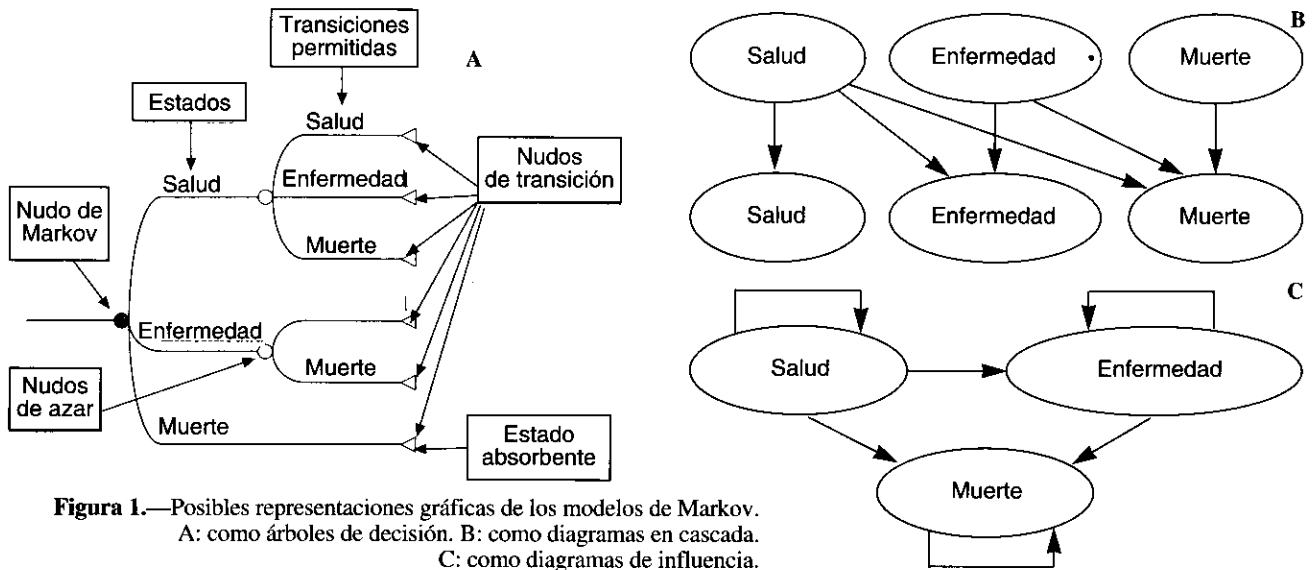 Transiciones
permitidas
A
Estados
Salud
Salud
Enfermedad
Nudos
de transición
Nudo de
Markov
Muerte
Enfermedad
Muerte
Nudos
de azar
Muerte
Estado
absorbente
B
Salud
Enfermedad
Muerte
Salud
Enfermedad
Muerte
C
Salud
Enfermedad
Muerte
Figura 1.—Posibles representaciones gráficas de los modelos de Markov.
A: como árboles de decisión. B: como diagramas en cascada.
C: como diagramas de influencia.